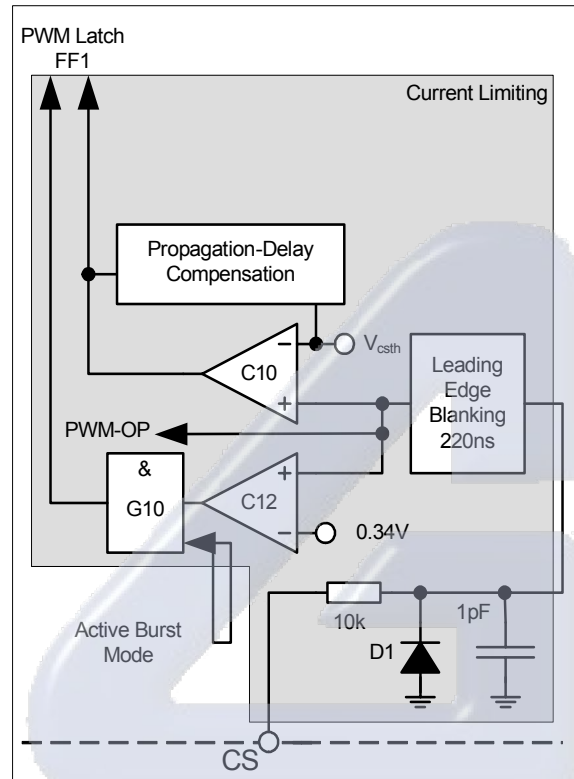 PWM Latch
FF1
Current Limiting
Propagation-Delay
Compensation
−
Vcsth
C10
+
Leading
Edge
Blanking
220ns
PWM-OP
&
G10
+
C12
−
0.34V
Active Burst
Mode
10k
1pF
D1
CS